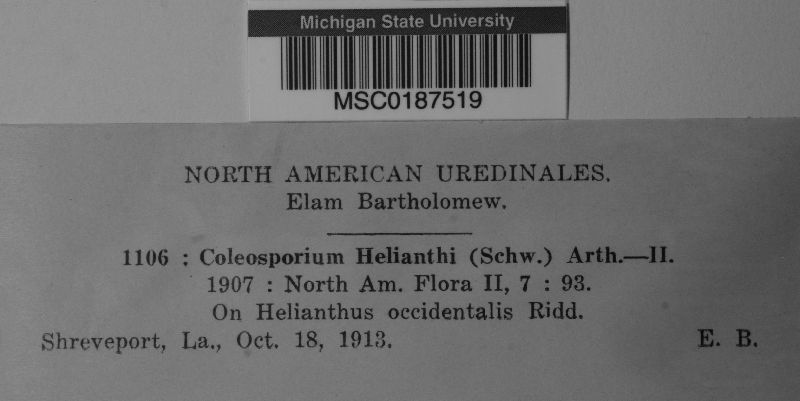 Michigan State University
MSC0187519
NORTH AMERICAN UREDINALES.
Elam Bartholomew.
1106 : Coleosporium Helianthi (Schw.) Arth.—II.
1907 : North Am. Flora II, 7 : 93.
On Helianthus occidentalis Ridd.
Shreveport, La., Oct. 18, 1913. E. B.